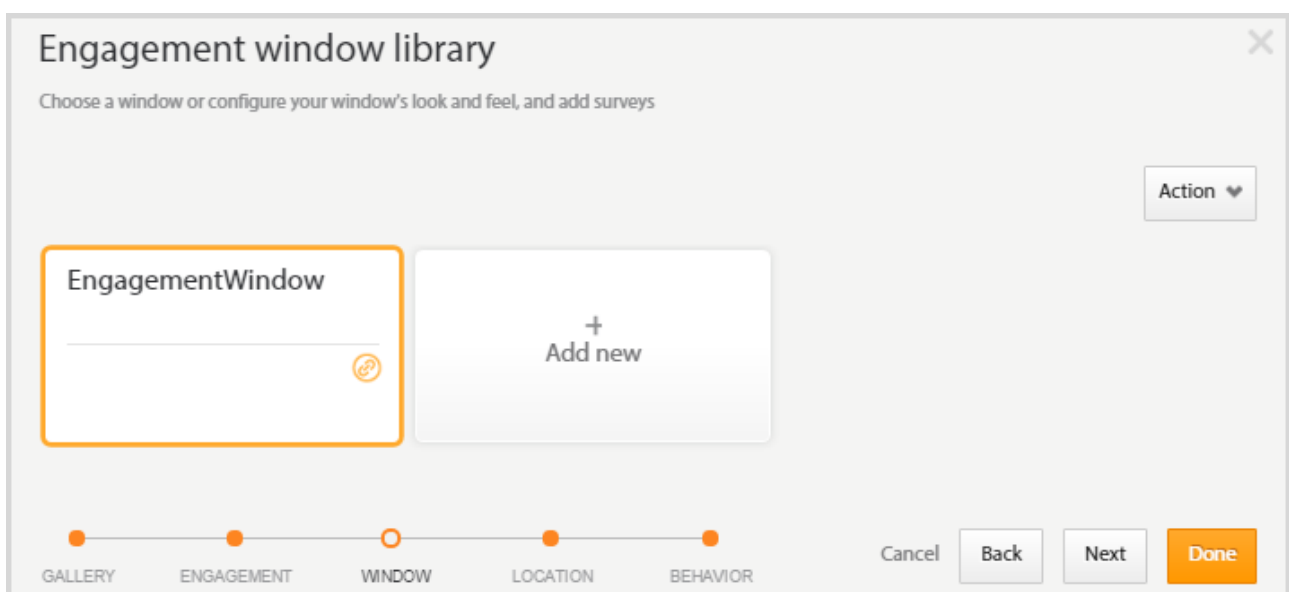 Engagement window library
Choose a window or configure your window's look and feel, and add surveys
Action
EngagementWindow
+
Add new
GALLERY
ENGAGEMENT
WINDOW
LOCATION
BEHAVIOR
Cancel
Back
Next
Done